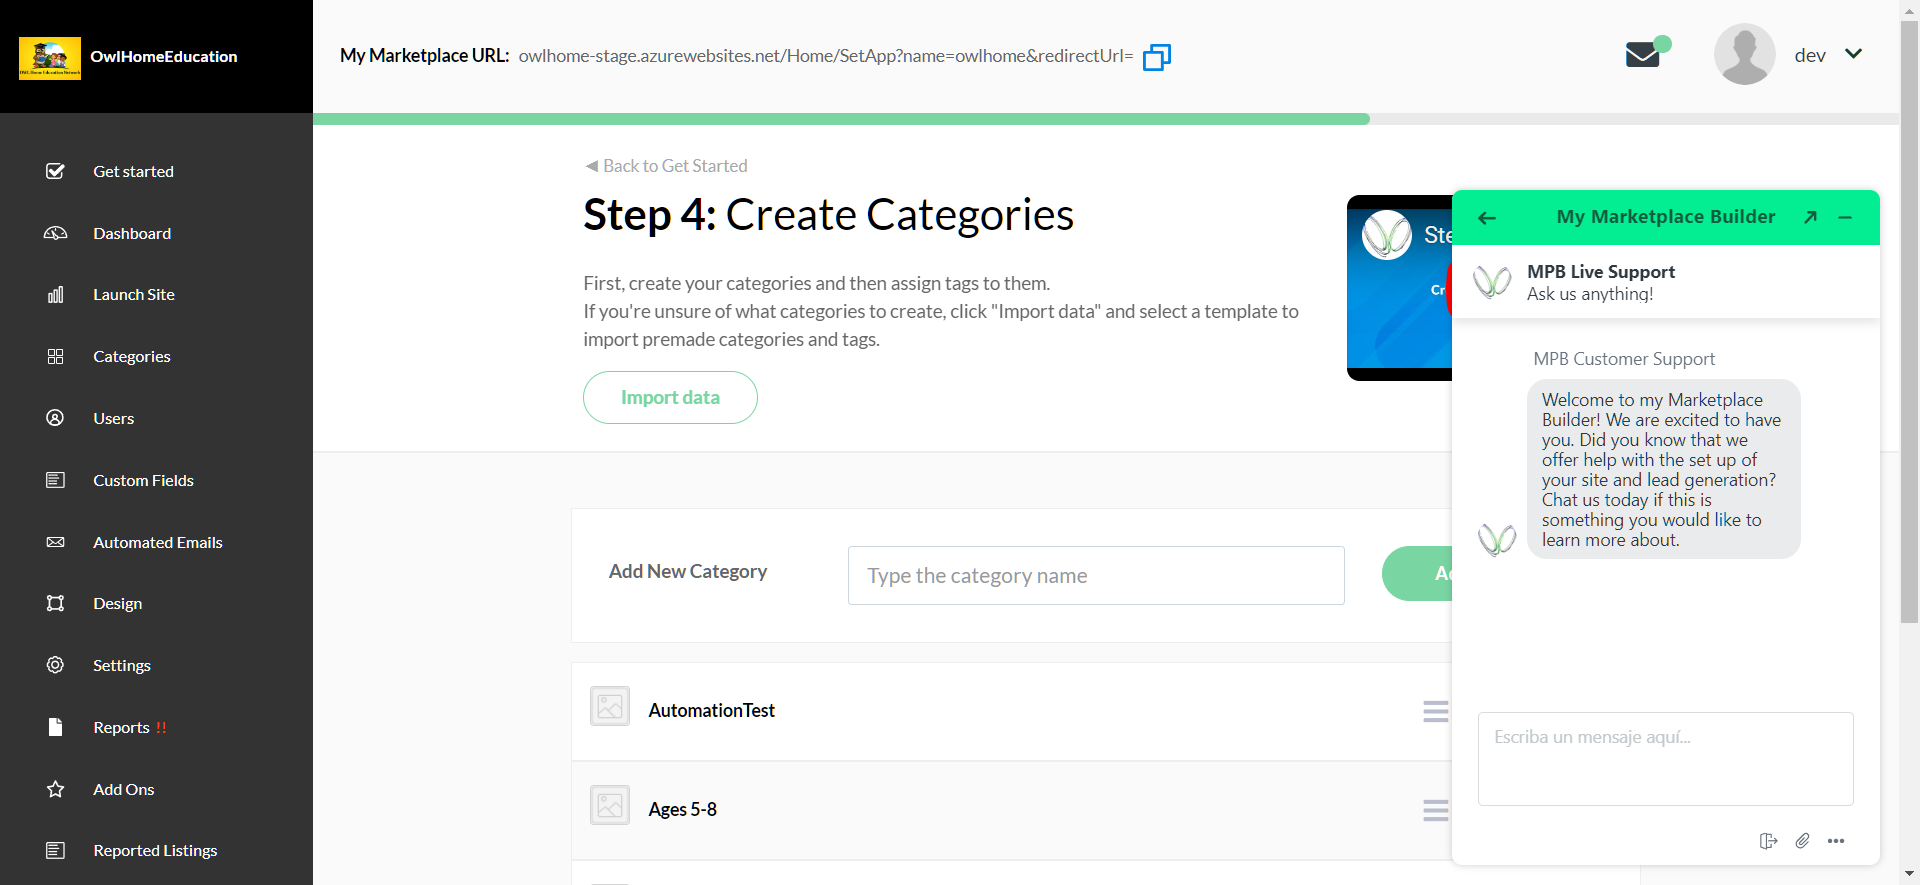 OwlHomeEducation
My Marketplace URL: owlhome-stage.azurewebsites.net/Home/SetApp?name=owlhome&redirectUrl=
dev
Get started
Dashboard
Launch Site
Categories
Users
Custom Fields
Automated Emails
Design
Settings
Reports !!
Add Ons
Reported Listings
◀ Back to Get Started
Step 4: Create Categories
First, create your categories and then assign tags to them.
If you're unsure of what categories to create, click "Import data" and select a template to
import premade categories and tags.
Import data
Add New Category
Type the category name
AutomationTest
Ages 5-8
My Marketplace Builder
MPB Live Support
Ask us anything!
MPB Customer Support
Welcome to my Marketplace
Builder! We are excited to have
you. Did you know that we
offer help with the set up of
your site and lead generation?
Chat us today if this is
something you would like to
learn more about.
Escriba un mensaje aquí...